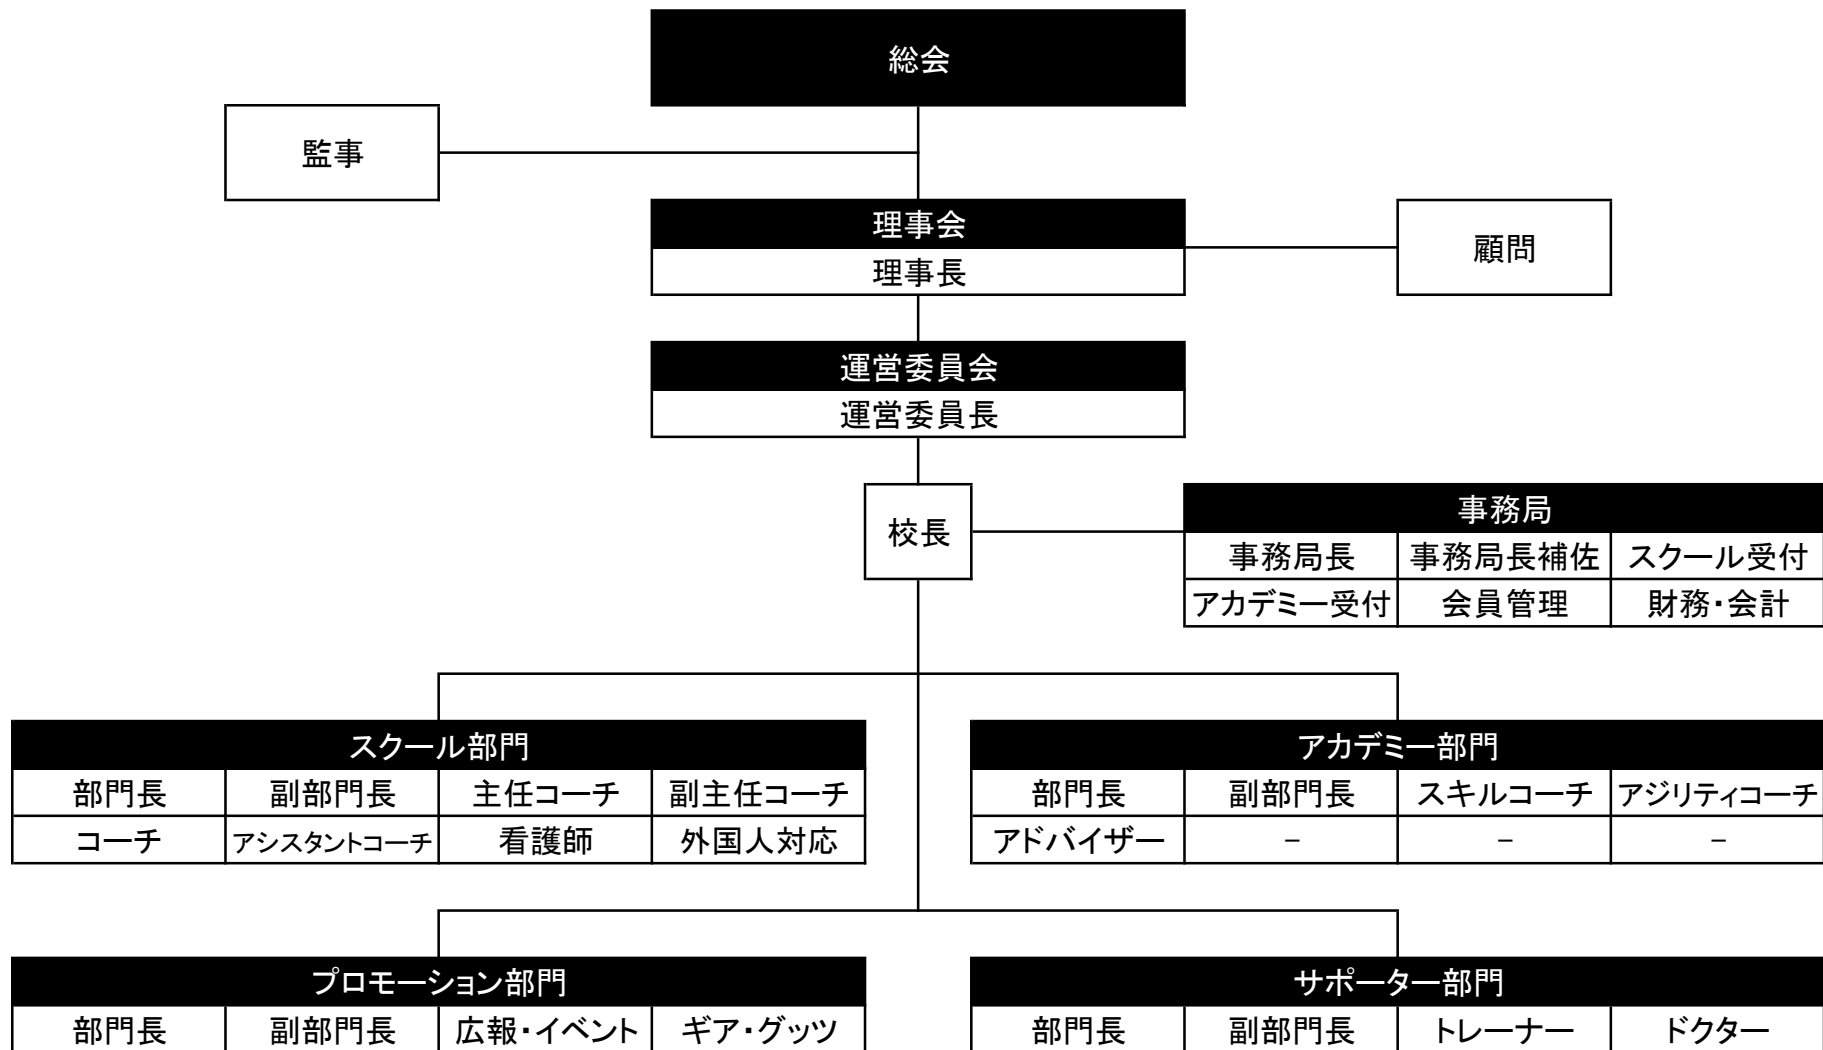 総会
監事
理事会
理事長
顧問
運営委員会
運営委員長
校長
事務局
事務局長 事務局長補佐 スクール受付
アカデミー受付 会員管理 財務・会計
スクール部門
部門長 副部門長 主任コーチ 副主任コーチ
コーチ アシスタントコーチ 看護師 外国人対応
アカデミー部門
部門長 副部門長 スキルコーチ アジリティコーチ
アドバイザー − − −
プロモーション部門
部門長 副部門長 広報・イベント ギア・グッツ
サポーター部門
部門長 副部門長 トレーナー ドクター